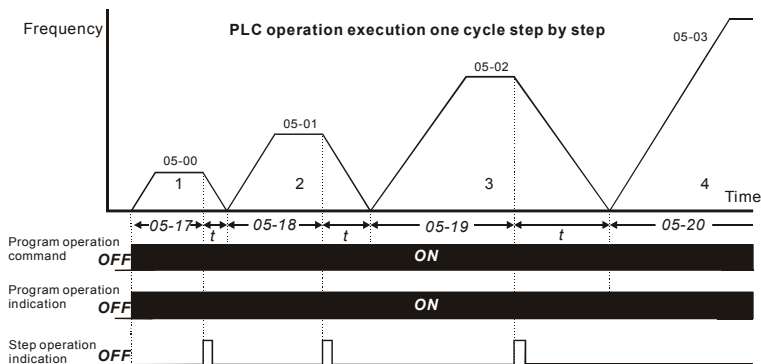 Frequency
PLC operation execution one cycle step by step
05-03
05-02
05-01
05-00
1
2
3
4
Time
05-17
t
05-18
t
05-19
t
05-20
Program operation
command
OFF
ON
Program operation
indication
OFF
ON
Step operation
indication
OFF